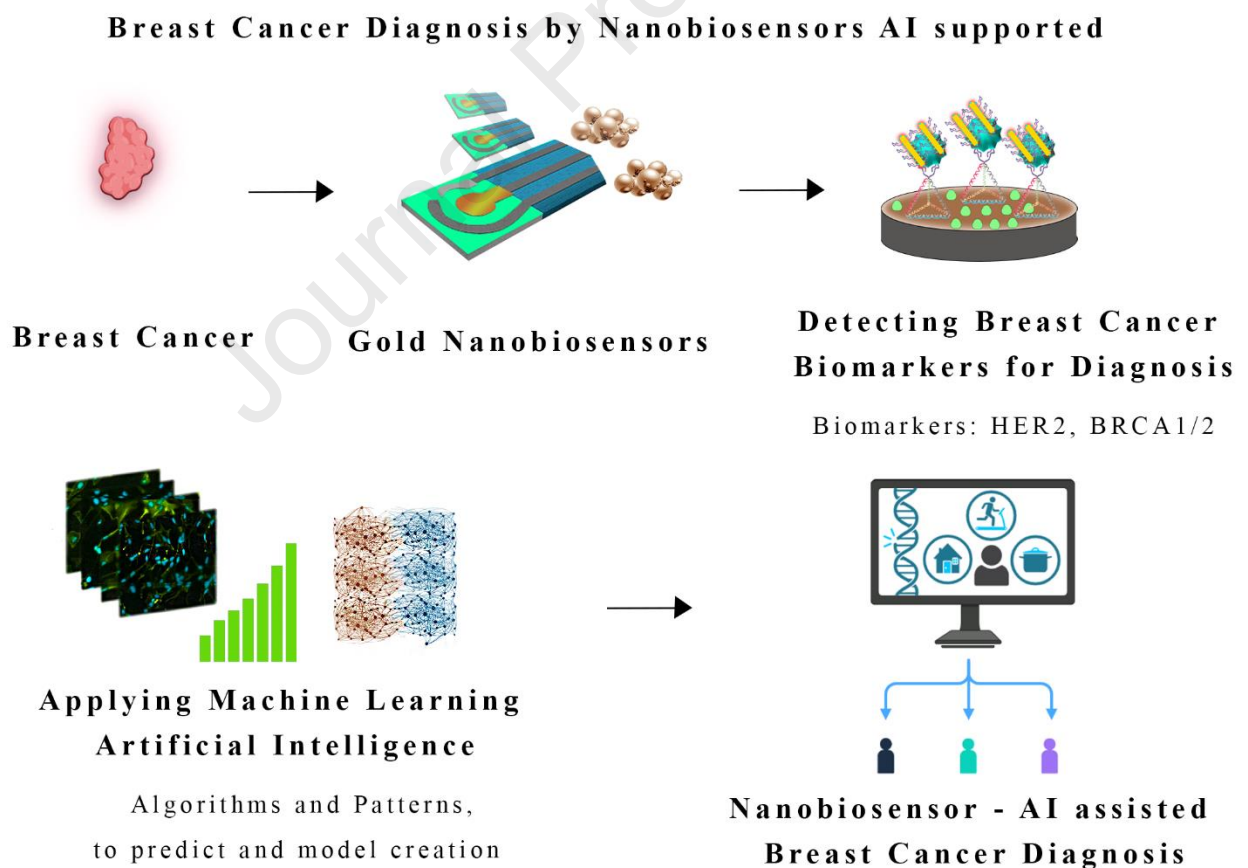 Breast Cancer Diagnosis by Nanobiosensors AI supported
Journal Pre
Breast Cancer
Gold Nanobiosensors
Detecting Breast Cancer
Biomarkers for Diagnosis
Biomarkers: HER2, BRCA1/2
Applying Machine Learning
Artificial Intelligence
Algorithms and Patterns,
to predict and model creation
Nanobiosensor - AI assisted
Breast Cancer Diagnosis